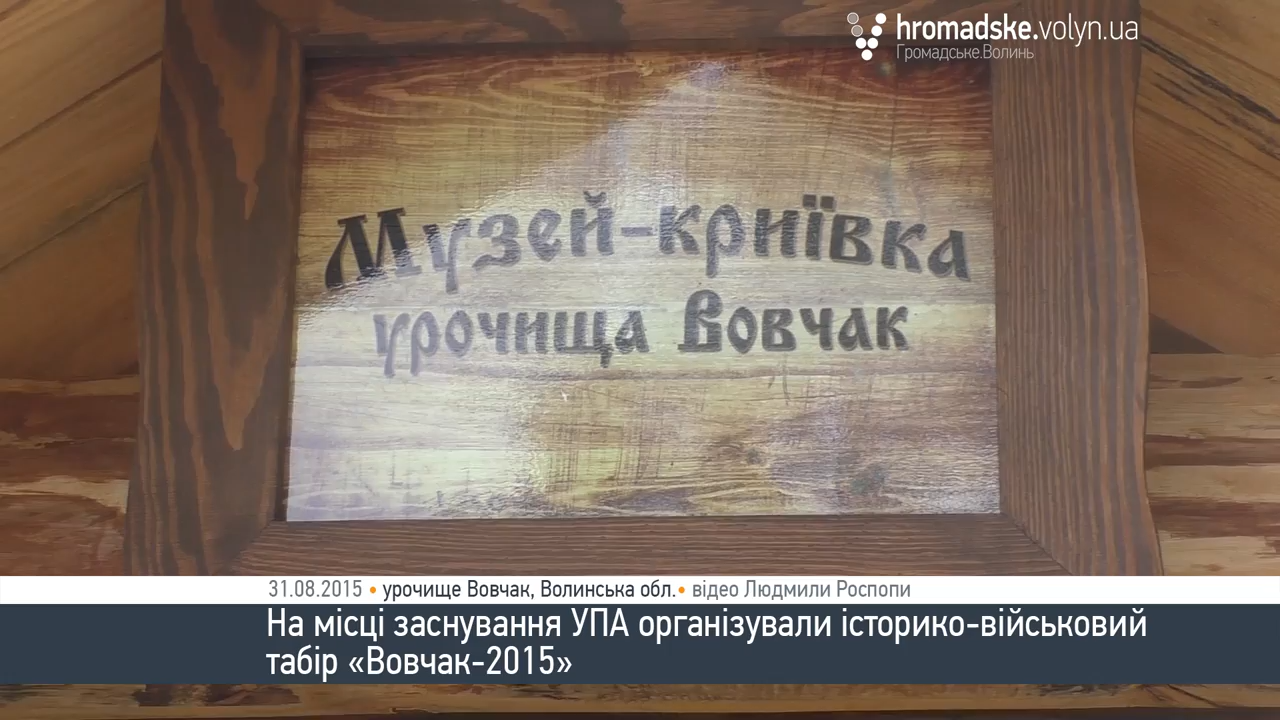 hromadske.volyn.ua
Громадське.Волинь
Музей-криївка
урочища Вовчак
31.08.2015 • урочище Вовчак, Волинська обл. • відео Людмили Роспопи
На місці заснування УПА організували історико-військовий
табір «Вовчак-2015»